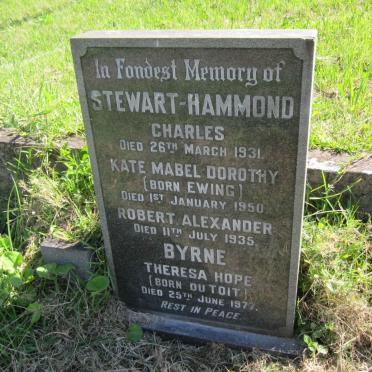 In Fondest Memory of
STEWART-HAMMOND
CHARLES
DIED 26TH MARCH 1931.
KATE MABEL DOROTHY
(BORN EWING)
DIED 1ST JANUARY 1950.
ROBERT ALEXANDER
DIED 11TH JULY 1935.
BYRNE
THERESA HOPE
(BORN DU TOIT)
DIED 25TH JUNE 1977.
REST IN PEACE.